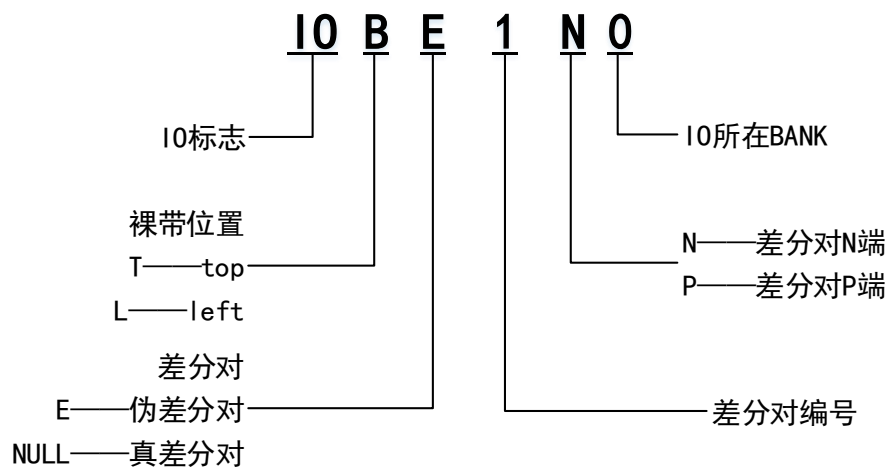 IO B E 1 N 0
IO标志
IO所在BANK
裸带位置
T——top
L——left
N——差分对N端
P——差分对P端
差分对
E——伪差分对
NULL——真差分对
差分对编号